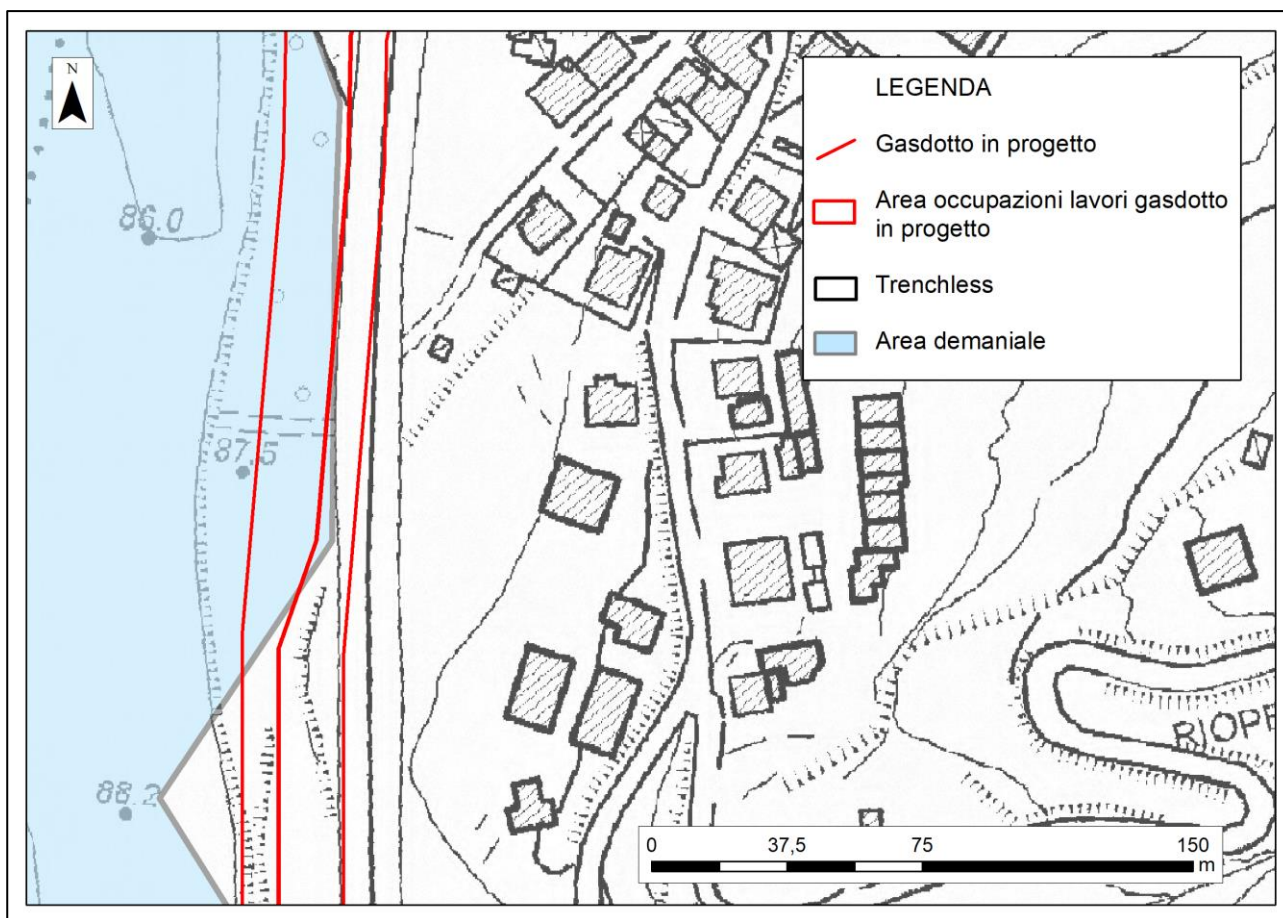 N
LEGENDA
Gasdotto in progetto
Area occupazioni lavori gasdotto
in progetto
Trenchless
Area demaniale
86.0
87.5
88.2
RIOPE
0 37,5 75 150
m